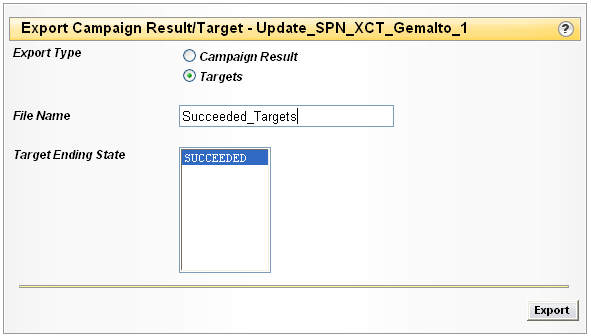 Export Campaign Result/Target - Update_SPN_XCT_Gemalto_1 ?
Export Type
Campaign Result
Targets
File Name Succeeded_Targets
Target Ending State SUCCEEDED
Export